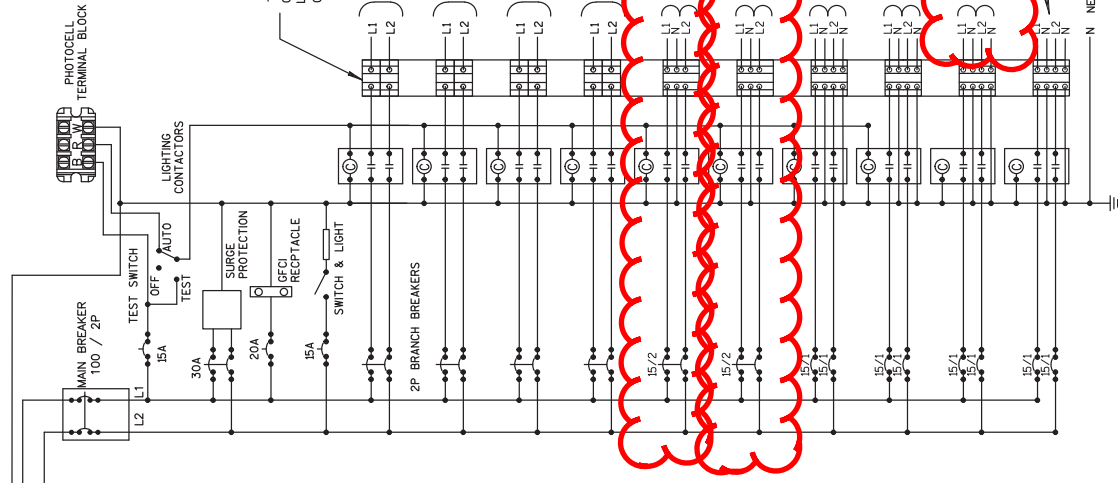 PHOTOCELL
TERMINAL BLOCK
B R W
LIGHTING
CONTACTORS
L1
L2
L1
L2
L1
L2
L1
L2
L1
N
L2
L1
N
L2
L1
N
L2
N
L1
N
L2
N
L1
N
L2
N
L1
N
L2
N
N
NE
C
C
C
C
C
C
C
C
C
C
TEST SWITCH
OFF
AUTO
TEST
SURGE
PROTECTION
GFCI
RECPTACLE
SWITCH & LIGHT
MAIN BREAKER
100 / 2P
15A
30A
20A
15A
2P BRANCH BREAKERS
15/2
15/2
15/1
15/1
15/1
15/1
15/1
15/1
15/1
15/1
L1
L2